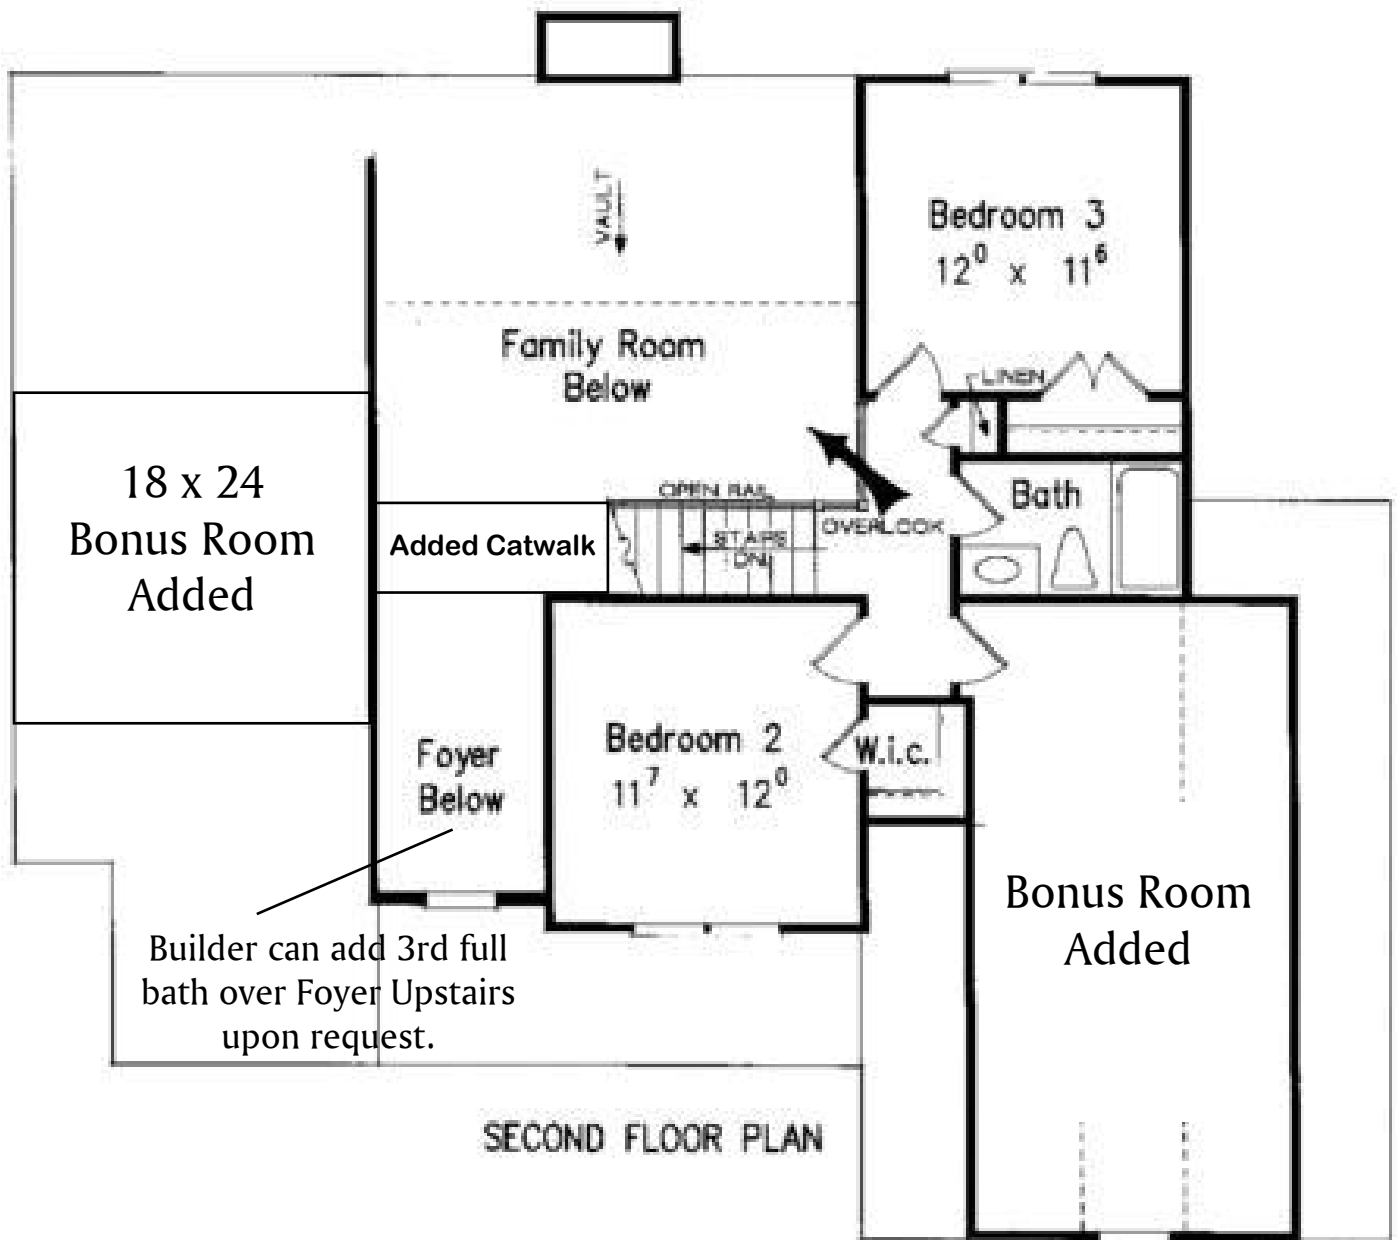 VAULT
Bedroom 3
12⁰ x 11⁶
Family Room
Below
LINEN
18 x 24
Bonus Room
Added
OPEN RAIL
Bath
OVERLOOK
Added Catwalk
STAIRS
DN
Foyer
Below
Bedroom 2
11⁷ x 12⁰
W.i.c.
Bonus Room
Added
Builder can add 3rd full
bath over Foyer Upstairs
upon request.
SECOND FLOOR PLAN